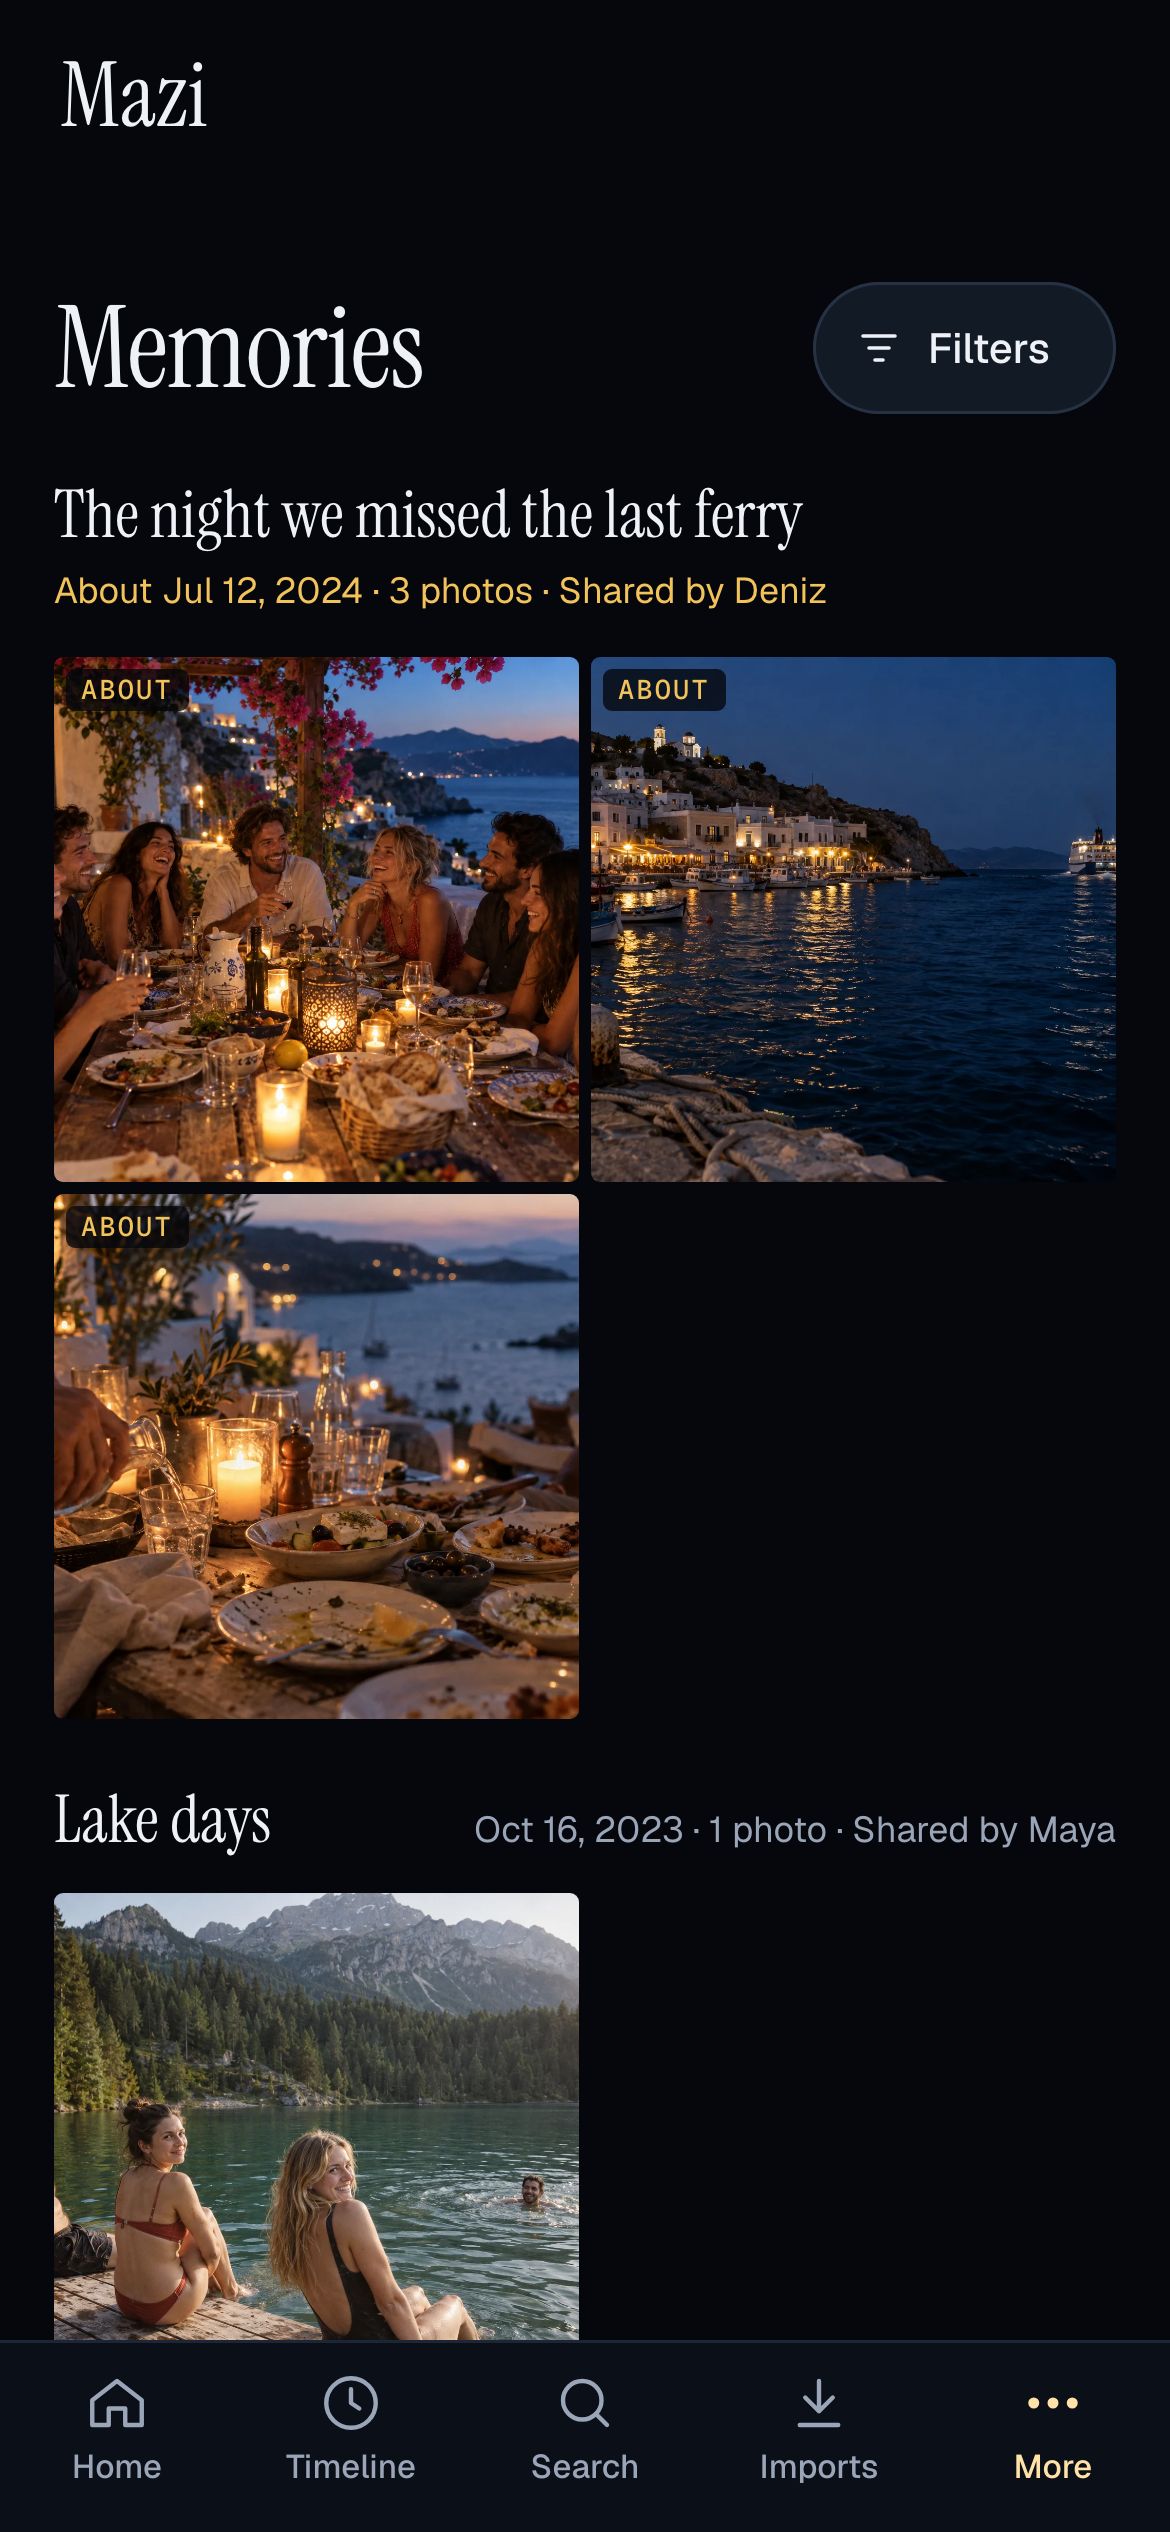 Mazi
Memories
Filters
The night we missed the last ferry
About Jul 12, 2024 · 3 photos · Shared by Deniz
ABOUT
ABOUT
ABOUT
Lake days
Oct 16, 2023 · 1 photo · Shared by Maya
Home
Timeline
Search
Imports
More